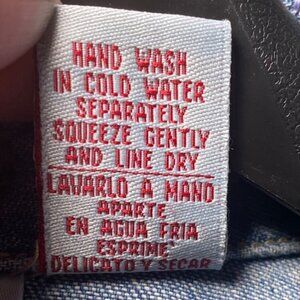 HAND WASH
IN COLD WATER
SEPARATELY
SQUEEZE GENTLY
AND LINE DRY
LAVARLO A MANO
APARTE
EN AGUA FRIA
ESPRIME
DELICATO Y SECAR